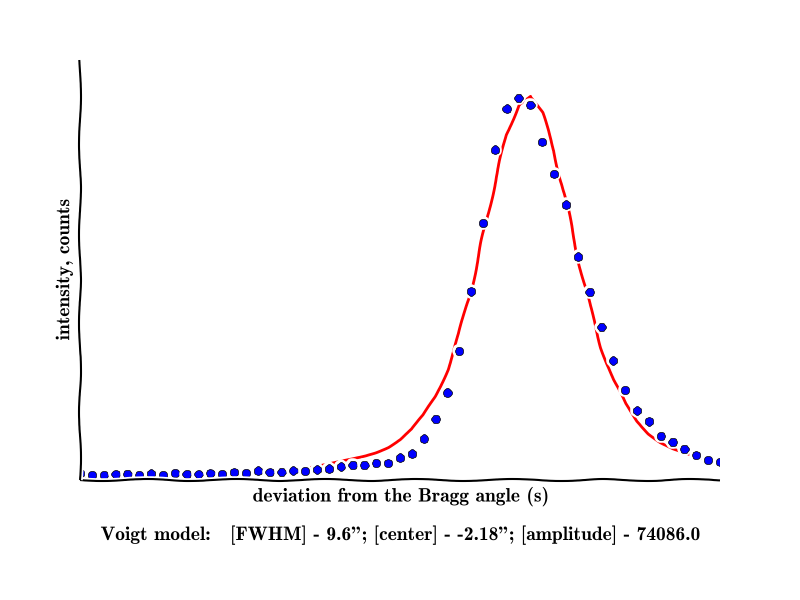 intensity, counts
deviation from the Bragg angle (s)
Voigt model: [FWHM] - 9.6”; [center] - -2.18”; [amplitude] - 74086.0